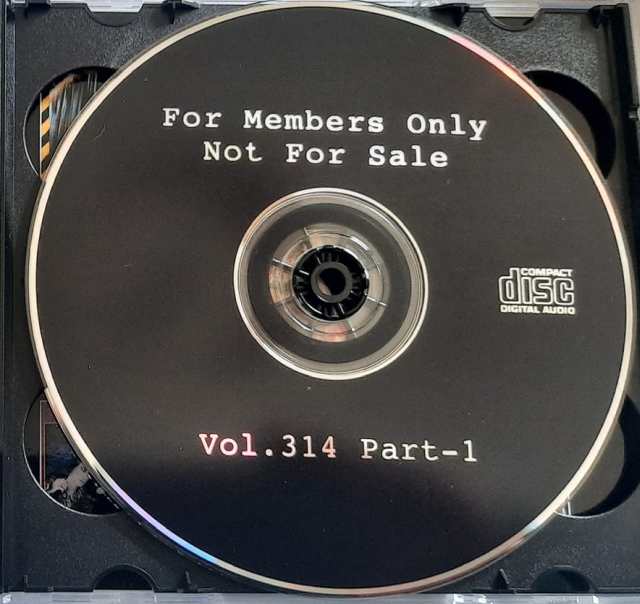 For Members Only
Not For Sale
COMPACT
disc
DIGITAL AUDIO
Vol.314 Part-1